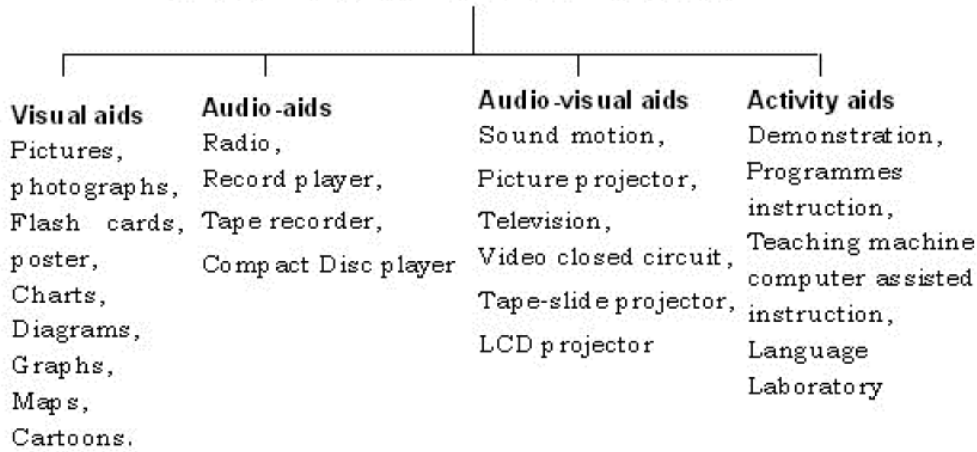 Visual aids
Pictures,
photographs,
Flash cards,
poster,
Charts,
Diagrams,
Graphs,
Maps,
Cartoons.
Audio-aids
Radio,
Record player,
Tape recorder,
Compact Disc player
Audio-visual aids
Sound motion,
Picture projector,
Television,
Video closed circuit,
Tape-slide projector,
LCD projector
Activity aids
Demonstration,
Programmes
instruction,
Teaching machine
computer assisted
instruction,
Language
Laboratory